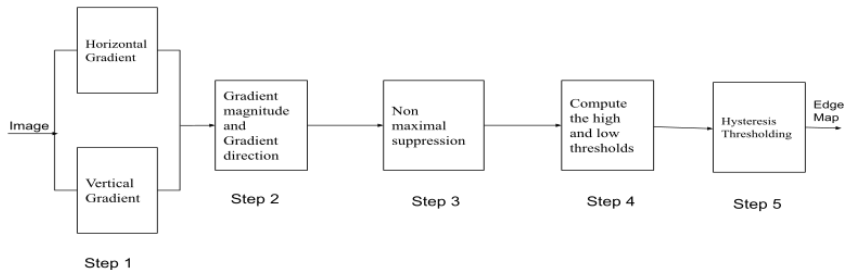 Image
Horizontal
Gradient
Vertical
Gradient
Step 1
Gradient
magnitude
and
Gradient
direction
Step 2
Non
maximal
suppression
Step 3
Compute
the high
and low
thresholds
Step 4
Hysteresis
Thresholding
Step 5
Edge
Map